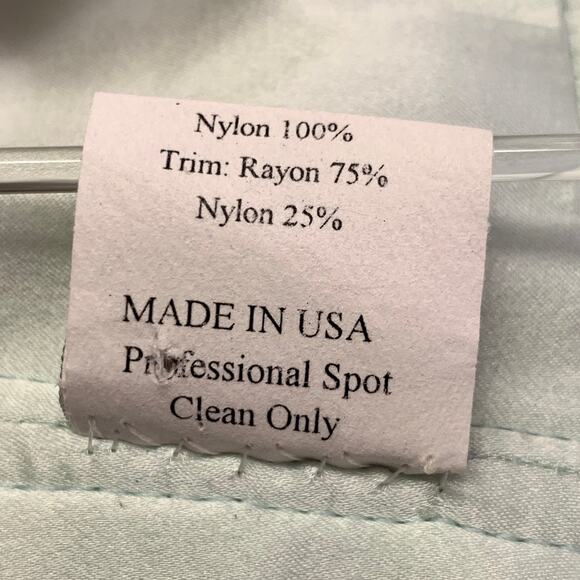 Nylon 100%
Trim: Rayon 75%
Nylon 25%
MADE IN USA
Professional Spot
Clean Only